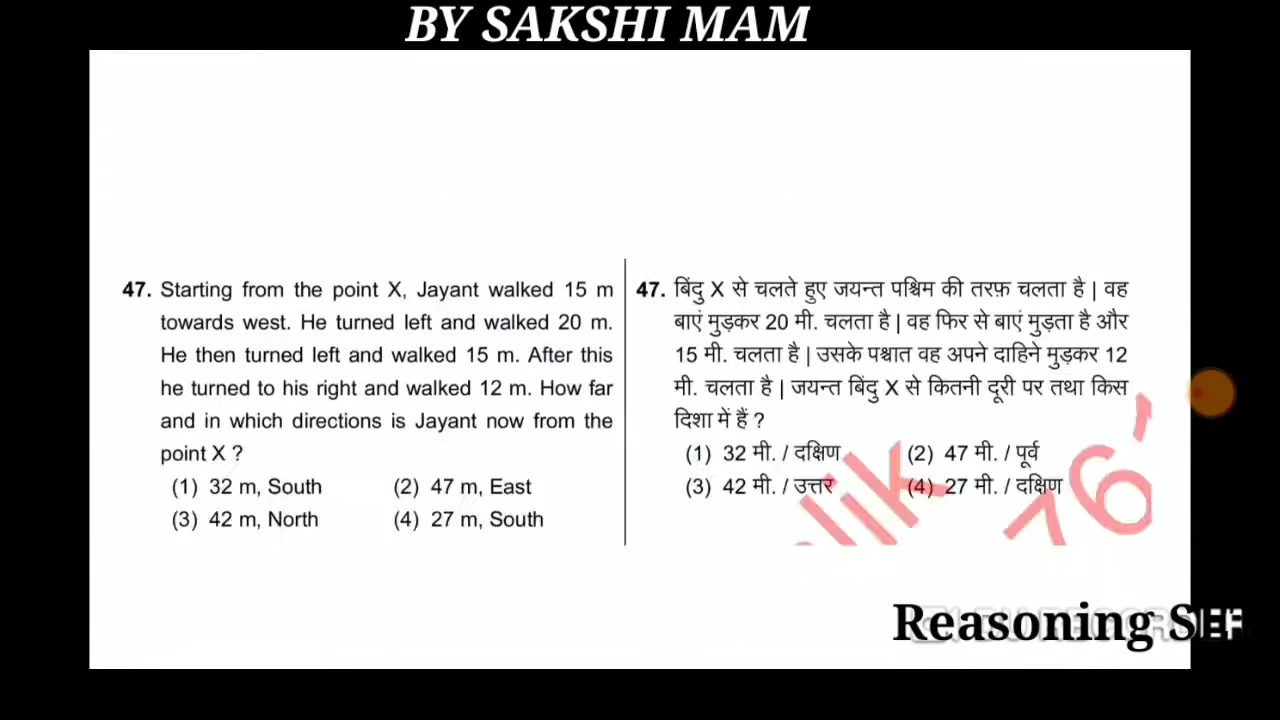 BY SAKSHI MAM
47. Starting from the point X, Jayant walked 15 m
towards west. He turned left and walked 20 m.
He then turned left and walked 15 m. After this
he turned to his right and walked 12 m. How far
and in which directions is Jayant now from the
point X ?
(1) 32 m, South (2) 47 m, East
(3) 42 m, North (4) 27 m, South
47. बिंदु X से चलते हुए जयन्त पश्चिम की तरफ़ चलता है | वह
बाएं मुड़कर 20 मी. चलता है | वह फिर से बाएं मुड़ता है और
15 मी. चलता है | उसके पश्चात वह अपने दाहिने मुड़कर 12
मी. चलता है | जयन्त बिंदु X से कितनी दूरी पर तथा किस
दिशा में हैं ?
(1) 32 मी. / दक्षिण (2) 47 मी. / पूर्व
(3) 42 मी. / उत्तर (4) 27 मी. / दक्षिण
Reasoning